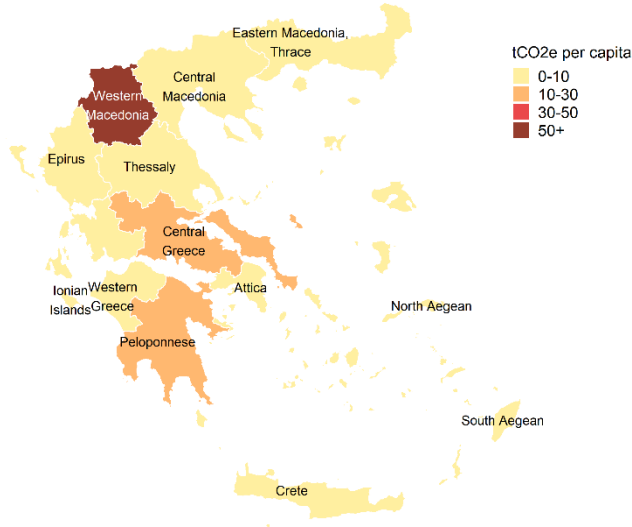 Eastern Macedonia,
Thrace
tCO2e per capita
0-10
10-30
30-50
50+
Central
Macedonia
Western
Macedonia
Epirus
Thessaly
Central
Greece
Ionian
Islands
Western
Greece
Attica
North Aegean
Peloponnese
South Aegean
Crete